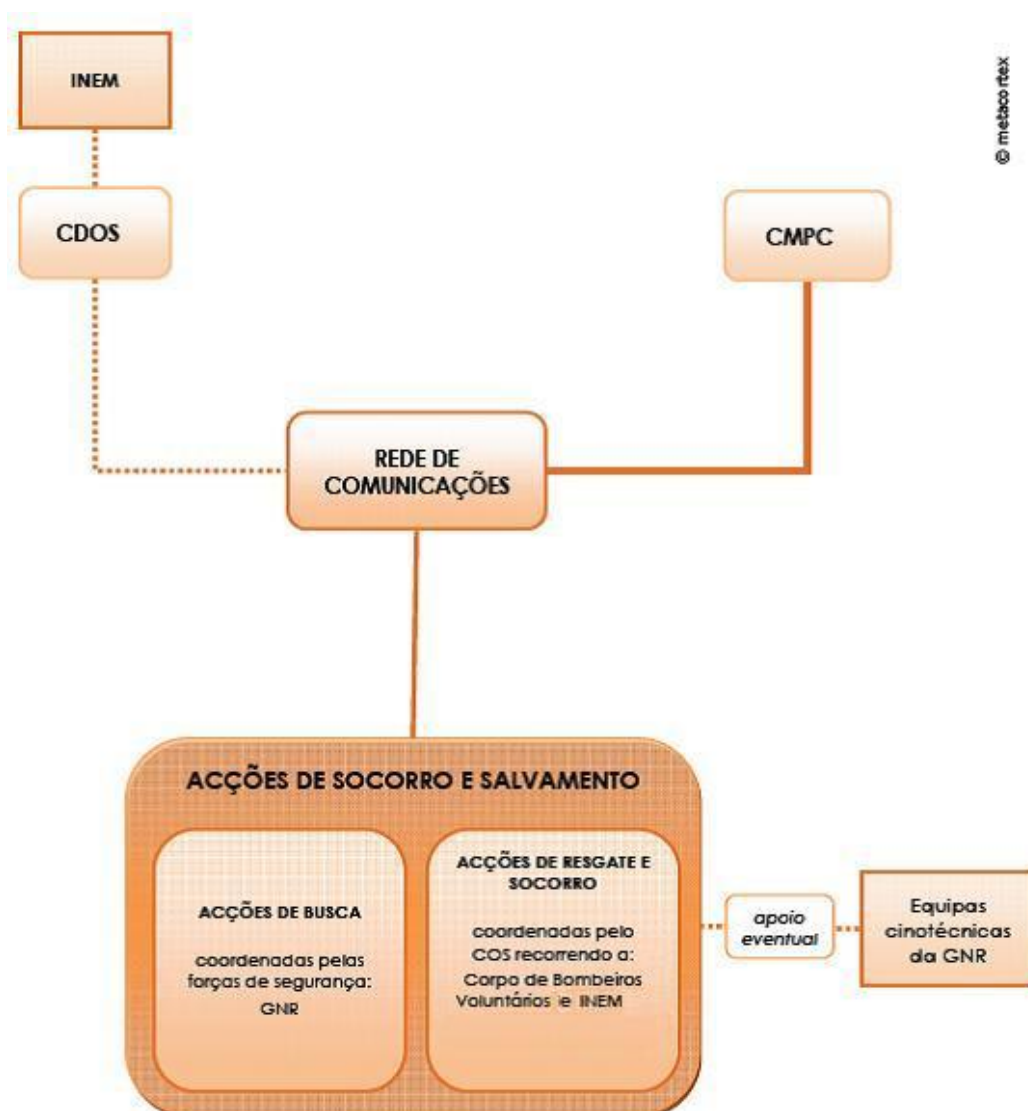 INEM
© metacortex
CDOS
CMPC
REDE DE
COMUNICAÇÕES
ACÇÕES DE SOCORRO E SALVAMENTO
ACÇÕES DE BUSCA
coordenadas pelas
forças de segurança:
GNR
ACÇÕES DE RESGATE E
SOCORRO
coordenadas pelo
COS recorrendo a:
Corpo de Bombeiros
Voluntários ie INEM
apoio
eventual
Equipas
cinotécnicas
da GNR